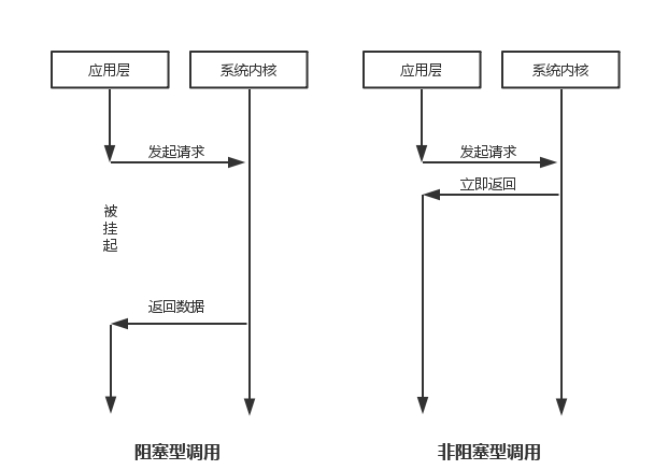 应用层
系统内核
发起请求
被
挂
起
返回数据
阻塞型调用
应用层
系统内核
发起请求
立即返回
非阻塞型调用